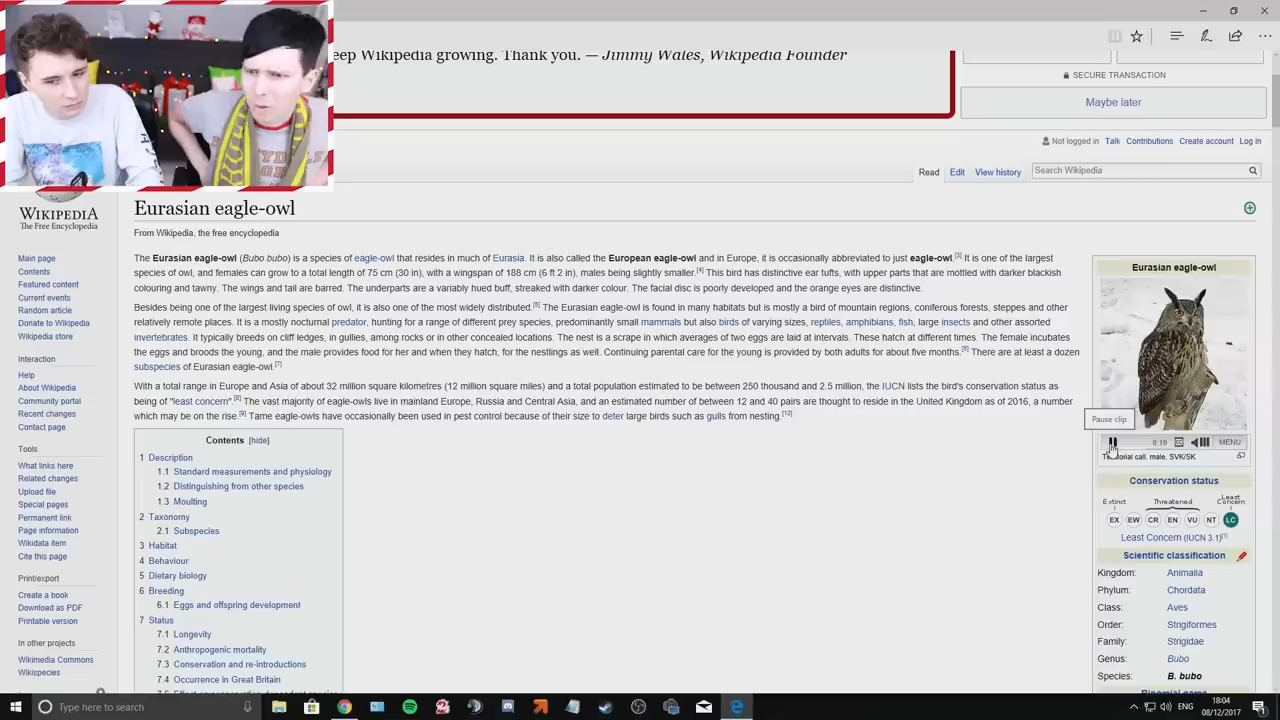 eep Wikipedia growing. Thank you. — Jimmy Wales, Wikipedia Founder
SECURE TRANSACTION
Maybe later
Not logged in Talk Contributions Create account Log in
Read Edit View history
Search Wikipedia
WIKIPEDIA
The Free Encyclopedia
Main page
Contents
Featured content
Current events
Random article
Donate to Wikipedia
Wikipedia store
Interaction
Help
About Wikipedia
Community portal
Recent changes
Contact page
Tools
What links here
Related changes
Upload file
Special pages
Permanent link
Page information
Wikidata item
Cite this page
Print/export
Create a book
Download as PDF
Printable version
In other projects
Wikimedia Commons
Wikispecies
Eurasian eagle-owl
From Wikipedia, the free encyclopedia
The Eurasian eagle-owl (Bubo bubo) is a species of eagle-owl that resides in much of Eurasia. It is also called the European eagle-owl and in Europe, it is occasionally abbreviated to just eagle-owl.[3] It is one of the largest
species of owl, and females can grow to a total length of 75 cm (30 in), with a wingspan of 188 cm (6 ft 2 in), males being slightly smaller.[4] This bird has distinctive ear tufts, with upper parts that are mottled with darker blackish
colouring and tawny. The wings and tail are barred. The underparts are a variably hued buff, streaked with darker colour. The facial disc is poorly developed and the orange eyes are distinctive.
Besides being one of the largest living species of owl, it is also one of the most widely distributed.[5] The Eurasian eagle-owl is found in many habitats but is mostly a bird of mountain regions, coniferous forests, steppes and other
relatively remote places. It is a mostly nocturnal predator, hunting for a range of different prey species, predominantly small mammals but also birds of varying sizes, reptiles, amphibians, fish, large insects and other assorted
invertebrates. It typically breeds on cliff ledges, in gullies, among rocks or in other concealed locations. The nest is a scrape in which averages of two eggs are laid at intervals. These hatch at different times. The female incubates
the eggs and broods the young, and the male provides food for her and when they hatch, for the nestlings as well. Continuing parental care for the young is provided by both adults for about five months.[6] There are at least a dozen
subspecies of Eurasian eagle-owl.[7]
With a total range in Europe and Asia of about 32 million square kilometres (12 million square miles) and a total population estimated to be between 250 thousand and 2.5 million, the IUCN lists the bird's conservation status as
being of "least concern".[8] The vast majority of eagle-owls live in mainland Europe, Russia and Central Asia, and an estimated number of between 12 and 40 pairs are thought to reside in the United Kingdom as of 2016, a number
which may be on the rise.[9] Tame eagle-owls have occasionally been used in pest control because of their size to deter large birds such as gulls from nesting.[10]
Contents [hide]
1 Description
1.1 Standard measurements and physiology
1.2 Distinguishing from other species
1.3 Moulting
2 Taxonomy
2.1 Subspecies
3 Habitat
4 Behaviour
5 Dietary biology
6 Breeding
6.1 Eggs and offspring development
7 Status
7.1 Longevity
7.2 Anthropogenic mortality
7.3 Conservation and re-introductions
7.4 Occurrence in Great Britain
Eurasian eagle-owl
Pause clip
0:19 MENU
call. male. SVK/SK
Conservation status
Extinct Threatened Least Concern
EX EW CR EN VU NT LC
Least Concern (IUCN 3.1)[1]
Scientific classification
Kingdom: Animalia
Phylum: Chordata
Class: Aves
Order: Strigiformes
Family: Strigidae
Genus: Bubo
Species: B. bubo
Binomial name
Type here to search
ENG
18:04
08/12/2017